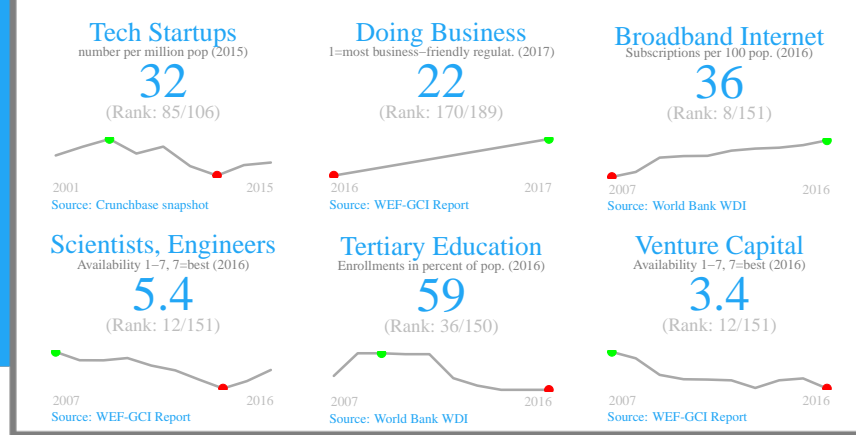 Tech Startups
number per million pop (2015)
32
(Rank: 85/106)
2001 2015
Source: Crunchbase snapshot
Doing Business
1=most business−friendly regulat. (2017)
22
(Rank: 170/189)
2016 2017
Source: WEF-GCI Report
Broadband Internet
Subscriptions per 100 pop. (2016)
36
(Rank: 8/151)
2007 2016
Source: World Bank WDI
Scientists, Engineers
Availability 1−7, 7=best (2016)
5.4
(Rank: 12/151)
2007 2016
Source: WEF-GCI Report
Tertiary Education
Enrollments in percent of pop. (2016)
59
(Rank: 36/150)
2007 2016
Source: World Bank WDI
Venture Capital
Availability 1−7, 7=best (2016)
3.4
(Rank: 12/151)
2007 2016
Source: WEF-GCI Report